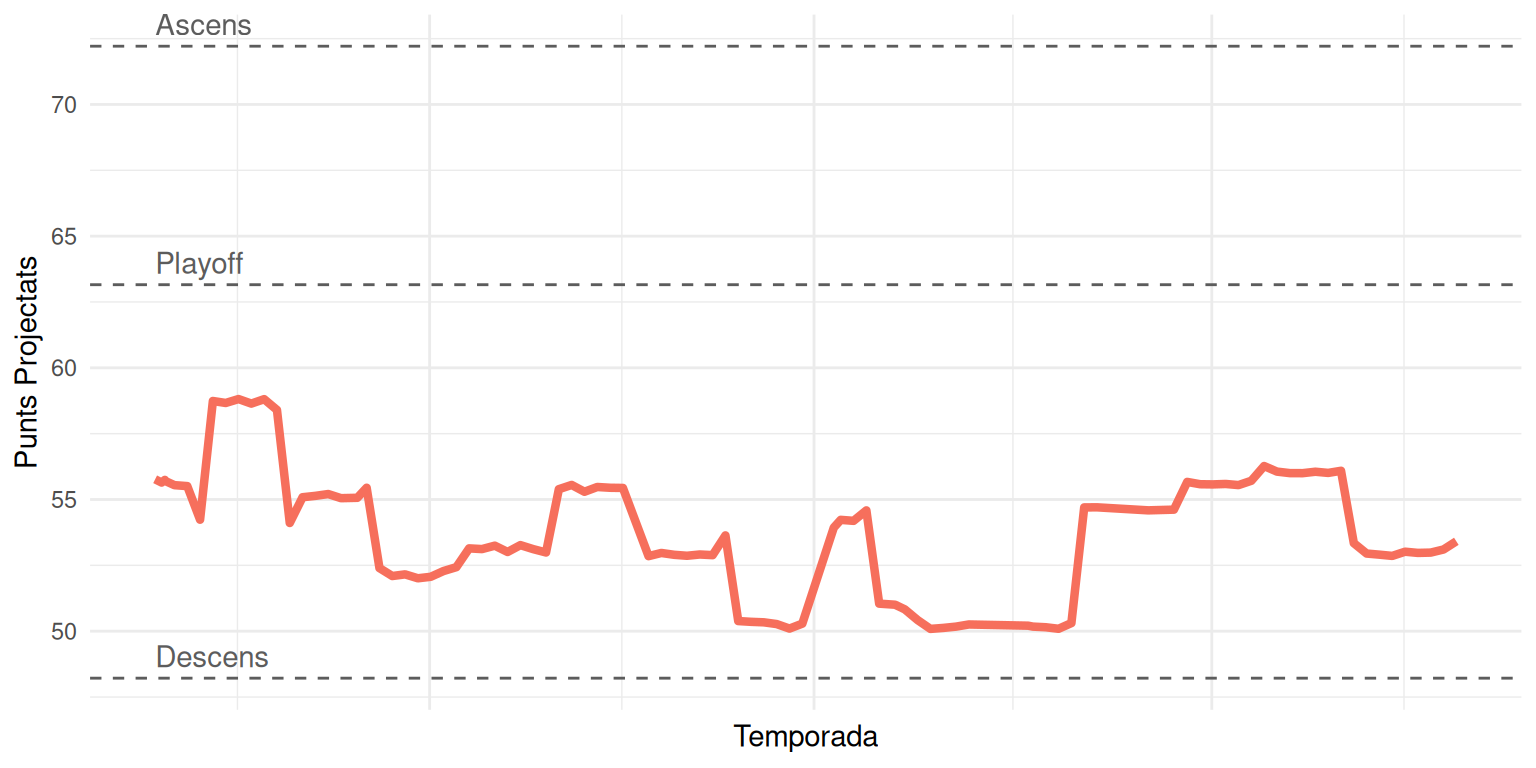 Ascens
70
65
Playoff
60
55
50
Descens
Punts Projectats
Temporada